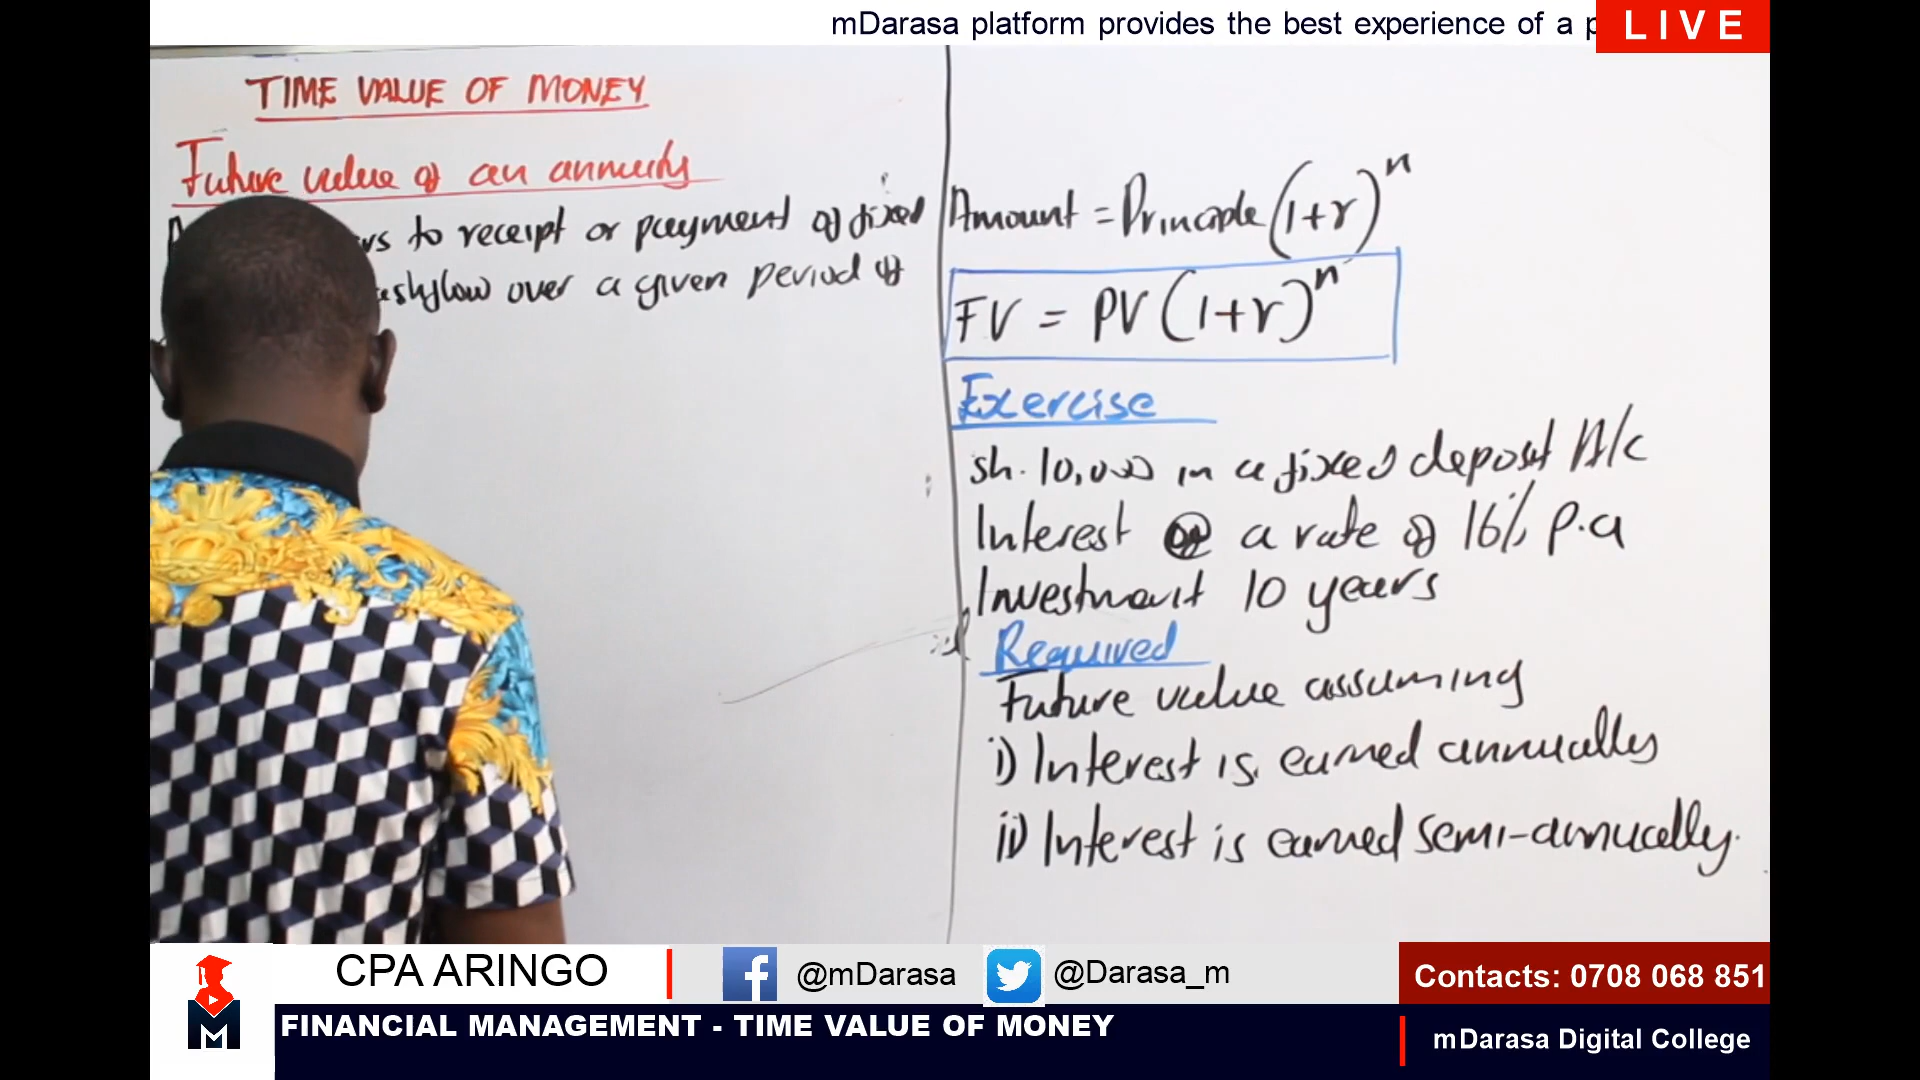 mDarasa platform provides the best experience of a p
LIVE
TIME VALUE OF MONEY
Future value of an annuity
to receipt or payment of fixed
over a given period of
Amount = Principle (1+r)^n
FV = PV (1+r)^n
Exercise
sh. 10,000 in a fixed deposit A/c
Interest @ a rate of 16% p.a
Investment 10 years
Required
Future value assuming
i) Interest is earned annually
ii) Interest is earned semi-annually.
CPA ARINGO
@mDarasa
@Darasa_m
Contacts: 0708 068 851
M
FINANCIAL MANAGEMENT - TIME VALUE OF MONEY
mDarasa Digital College